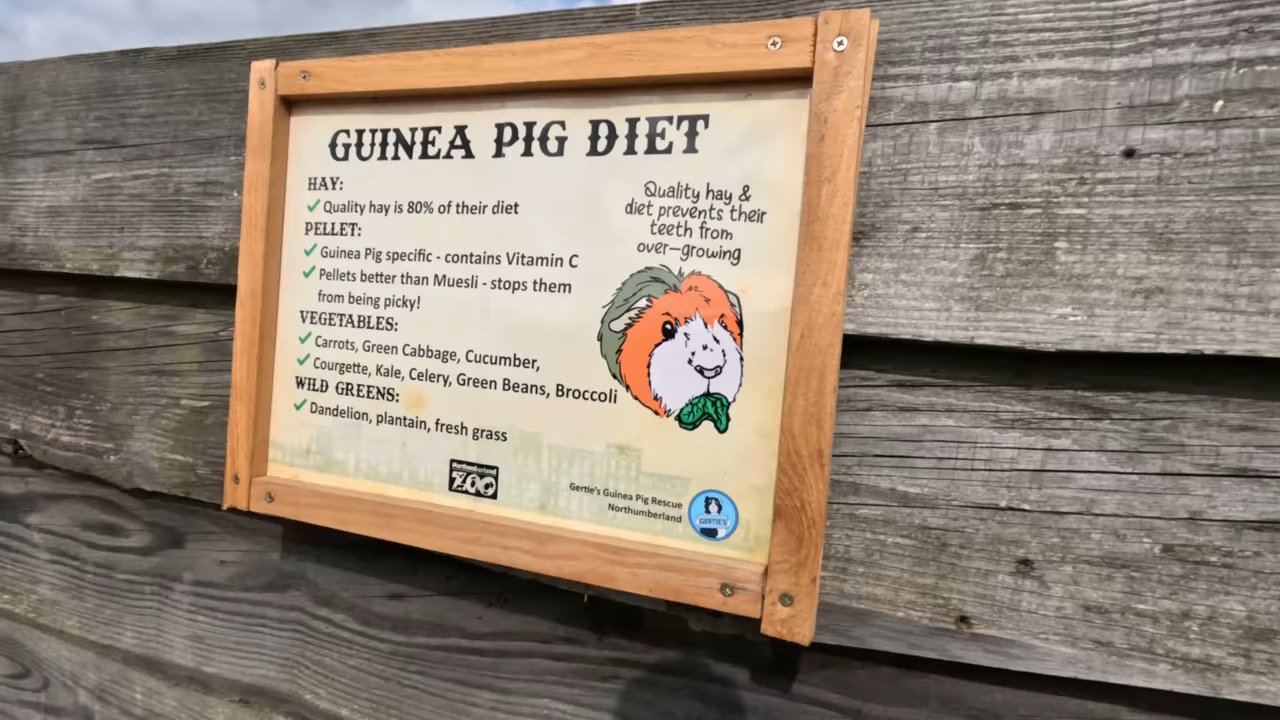 GUINEA PIG DIET
HAY:
Quality hay is 80% of their diet
PELLET:
Guinea Pig specific - contains Vitamin C
Pellets better than Muesli - stops them
from being picky!
VEGETABLES:
Carrots, Green Cabbage, Cucumber,
Courgette, Kale, Celery, Green Beans, Broccoli
WILD GREENS:
Dandelion, plantain, fresh grass
Quality hay &
diet prevents their
teeth from
over-growing
Northumberland
ZOO
Gertie's Guinea Pig Rescue
Northumberland
GERTIE'S